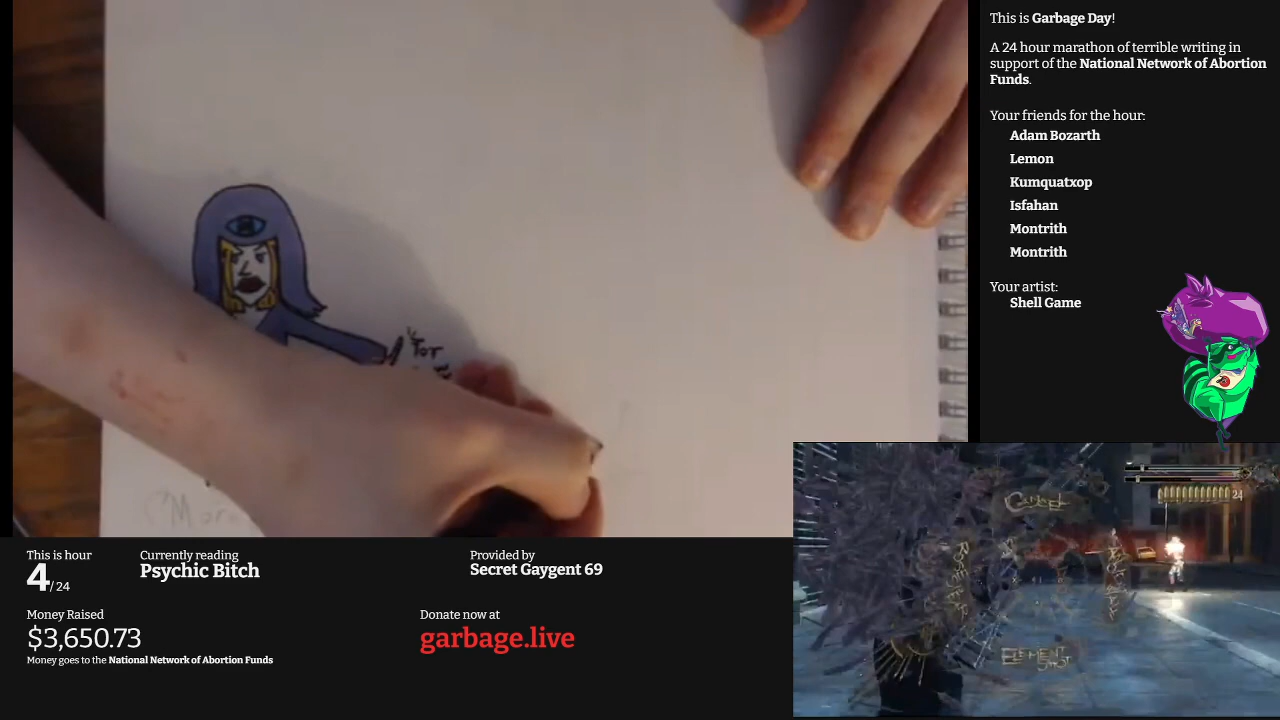 This is Garbage Day!
A 24 hour marathon of terrible writing in
support of the National Network of Abortion
Funds.
Your friends for the hour:
Adam Bozarth
Lemon
Kumquatxop
Isfahan
Montrith
Montrith
Your artist:
Shell Game
for
24
ELEMENT
SHOT
This is hour
4/24
Currently reading
Psychic Bitch
Provided by
Secret Gaygent 69
Money Raised
$3,650.73
Money goes to the National Network of Abortion Funds
Donate now at
garbage.live